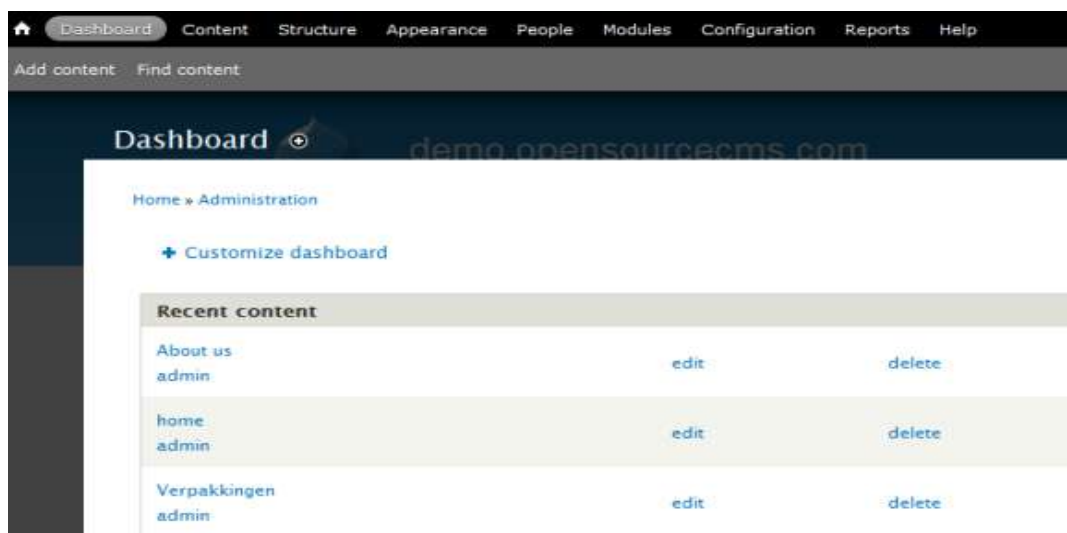 Dashboard Content Structure Appearance People Modules Configuration Reports Help
Add content Find content
Dashboard
demo.opensourcecms.com
Home » Administration
Customize dashboard
Recent content
About us
admin
edit delete
home
admin
edit delete
Verpakkingen
admin
edit delete